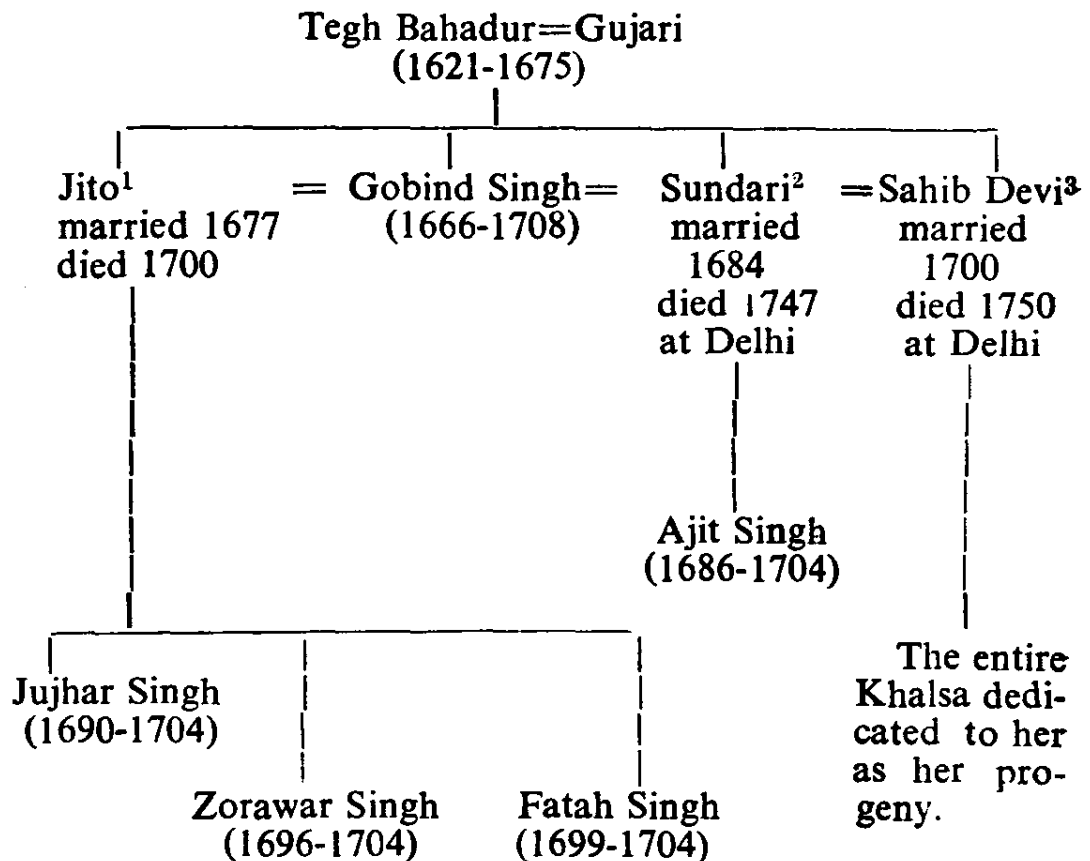 Tegh Bahadur=Gujari
(1621-1675)
Jito¹ = Gobind Singh= Sundari² =Sahib Devi³
married 1677 (1666-1708) married married
died 1700 1684 1700
died 1747 died 1750
at Delhi at Delhi
Ajit Singh
(1686-1704)
Jujhar Singh
(1690-1704)
The entire
Khalsa dedi-
cated to her
as her pro-
geny.
Zorawar Singh Fatah Singh
(1696-1704) (1699-1704)